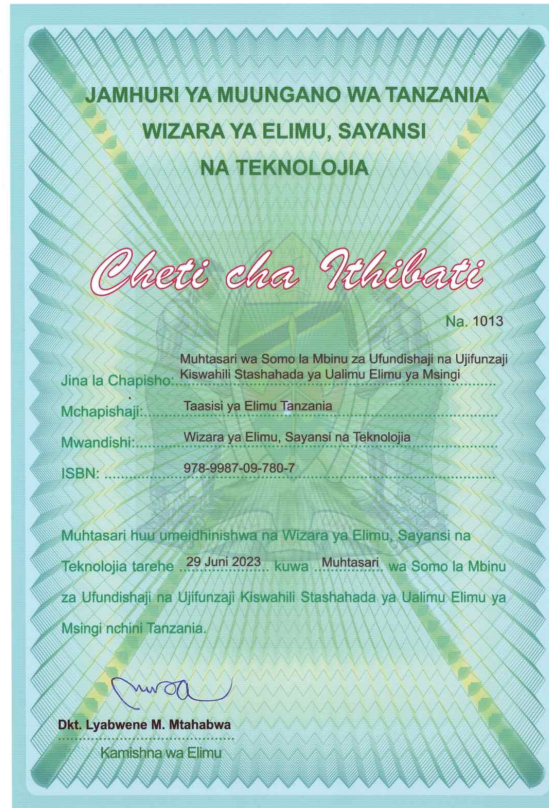 JAMHURI YA MUUNGANO WA TANZANIA
WIZARA YA ELIMU, SAYANSI
NA TEKNOLOJIA
Cheti cha Ithibati
Na. 1013
Jina la Chapisho: Muhtasari wa Somo la Mbinu za Ufundishaji na Ujifunzaji
Kiswahili Stashahada ya Ualimu Elimu ya Msingi
Mchapishaji: Taasisi ya Elimu Tanzania
Mwandishi: Wizara ya Elimu, Sayansi na Teknolojia
ISBN: 978-9987-09-780-7
Muhtasari huu umeidhinishwa na Wizara ya Elimu, Sayansi na
Teknolojia tarehe 29 Juni 2023 kuwa Muhtasari wa Somo la Mbinu
za Ufundishaji na Ujifunzaji Kiswahili Stashahada ya Ualimu Elimu ya
Msingi nchini Tanzania.
Dkt. Lyabwene M. Mtahabwa
Kamishna wa Elimu